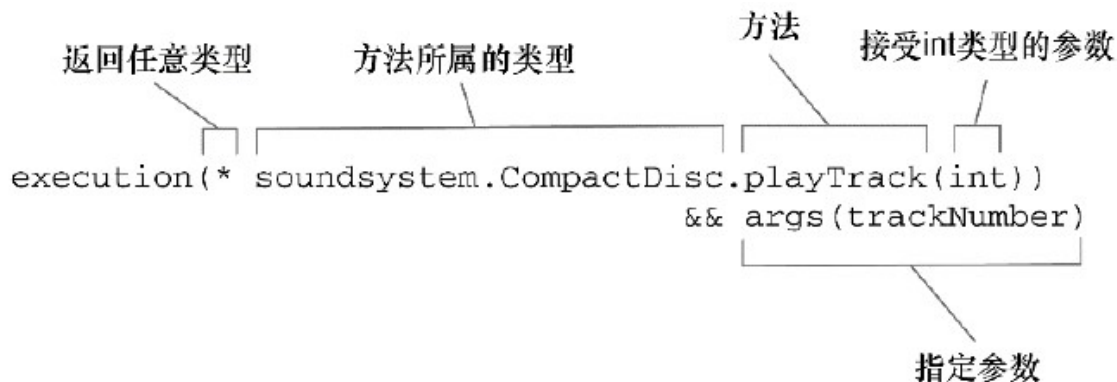 返回任意类型
方法所属的类型
方法
接受int类型的参数
execution(* soundsystem.CompactDisc.playTrack(int))
&& args(trackNumber)
指定参数